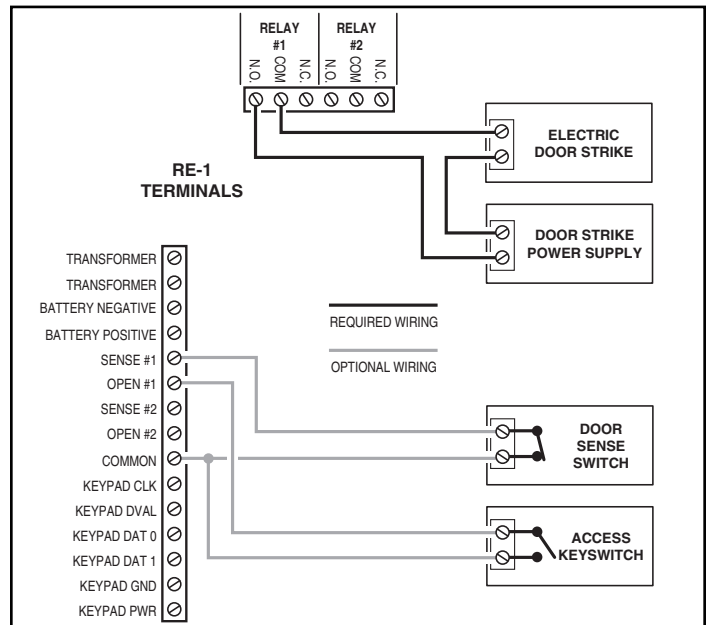 RELAY
#1
RELAY
#2
N.O.
COM
N.C.
N.O.
COM
N.C.
RE-1
TERMINALS
ELECTRIC
DOOR STRIKE
DOOR STRIKE
POWER SUPPLY
TRANSFORMER
TRANSFORMER
BATTERY NEGATIVE
BATTERY POSITIVE
SENSE #1
OPEN #1
SENSE #2
OPEN #2
COMMON
KEYPAD CLK
KEYPAD DVAL
KEYPAD DAT 0
KEYPAD DAT 1
KEYPAD GND
KEYPAD PWR
REQUIRED WIRING
OPTIONAL WIRING
DOOR
SENSE
SWITCH
ACCESS
KEYSWITCH